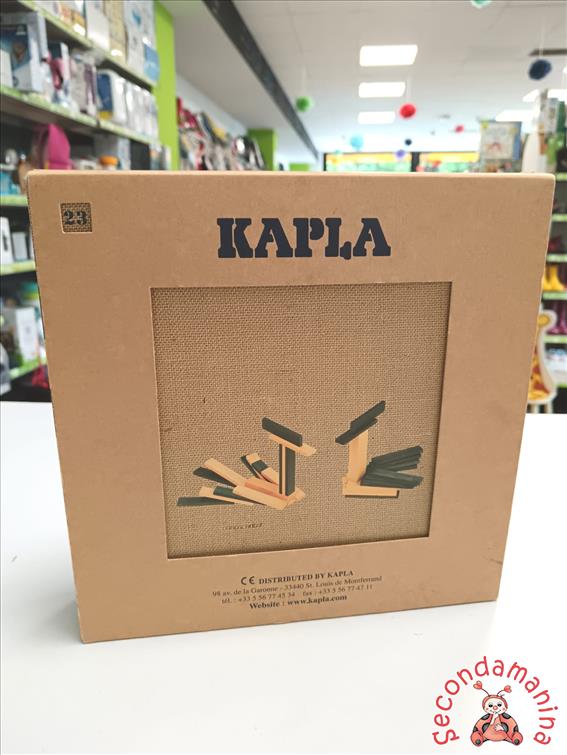 23
KAPLA
CE DISTRIBUTED BY KAPLA
98 av. de la Garonne - 33440 St. Louis de Montferrand
tél. : +33 5 56 77 45 34 fax : +33 5 56 77 47 11
Website : www.kapla.com
Secondamanina